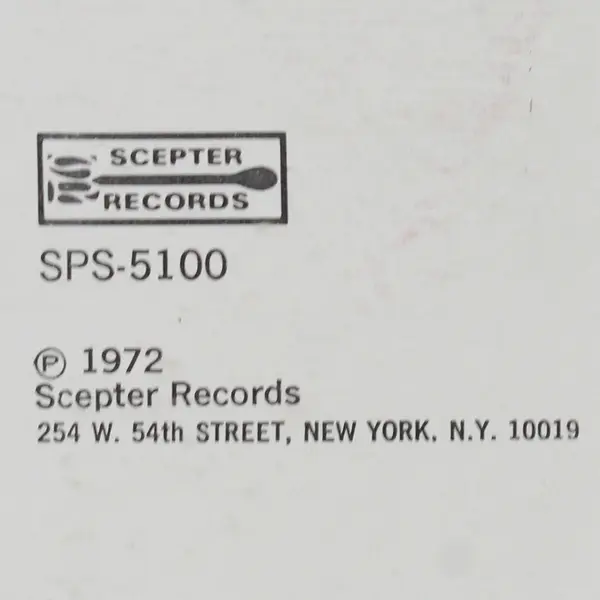 SCEPTER
RECORDS
SPS-5100
℗ 1972
Scepter Records
254 W. 54th STREET, NEW YORK, N.Y. 10019